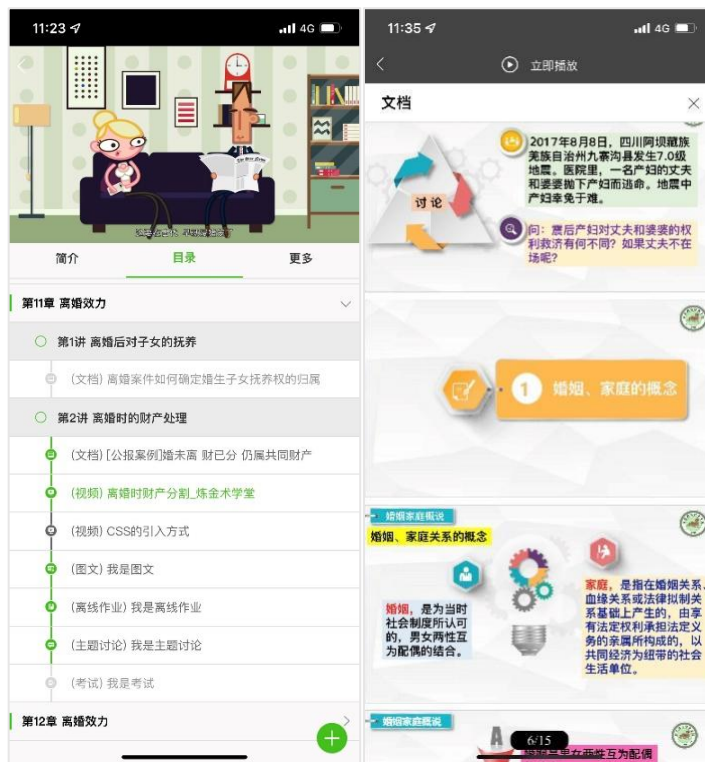 11:23
4G
简介
目录
更多
第11章 离婚效力
第1讲 离婚后对子女的抚养
(文档) 离婚案件如何确定婚生子女抚养权的归属
第2讲 离婚时的财产处理
(文档) [公报案例]婚未离 财已分 仍属共同财产
(视频) 离婚时财产分割_炼金术学堂
(视频) CSS的引入方式
(图文) 我是图文
(离线作业) 我是离线作业
(主题讨论) 我是主题讨论
(考试) 我是考试
第12章 离婚效力
11:35
4G
立即播放
文档
讨论
2017年8月8日,四川阿坝藏族
羌族自治州九寨沟县发生7.0级
地震。医院里,一名产妇的丈夫
和婆婆抛下产妇而逃命。地震中
产妇幸免于难。
问:震后产妇对丈夫和婆婆的权
利救济有何不同?如果丈夫不在
场呢?
1 婚姻、家庭的概念
婚姻家庭概说
婚姻、家庭关系的概念
婚姻,是为当时
社会制度所认可
的,男女两性互
为配偶的结合。
家庭,是指在婚姻关系、
血缘关系或法律拟制关
系基础上产生的,由享
有法定权利承担法定义
务的亲属所构成的,以
共同经济为纽带的社会
生活单位。
婚姻家庭概说
A
6/15
男女两性互为配偶